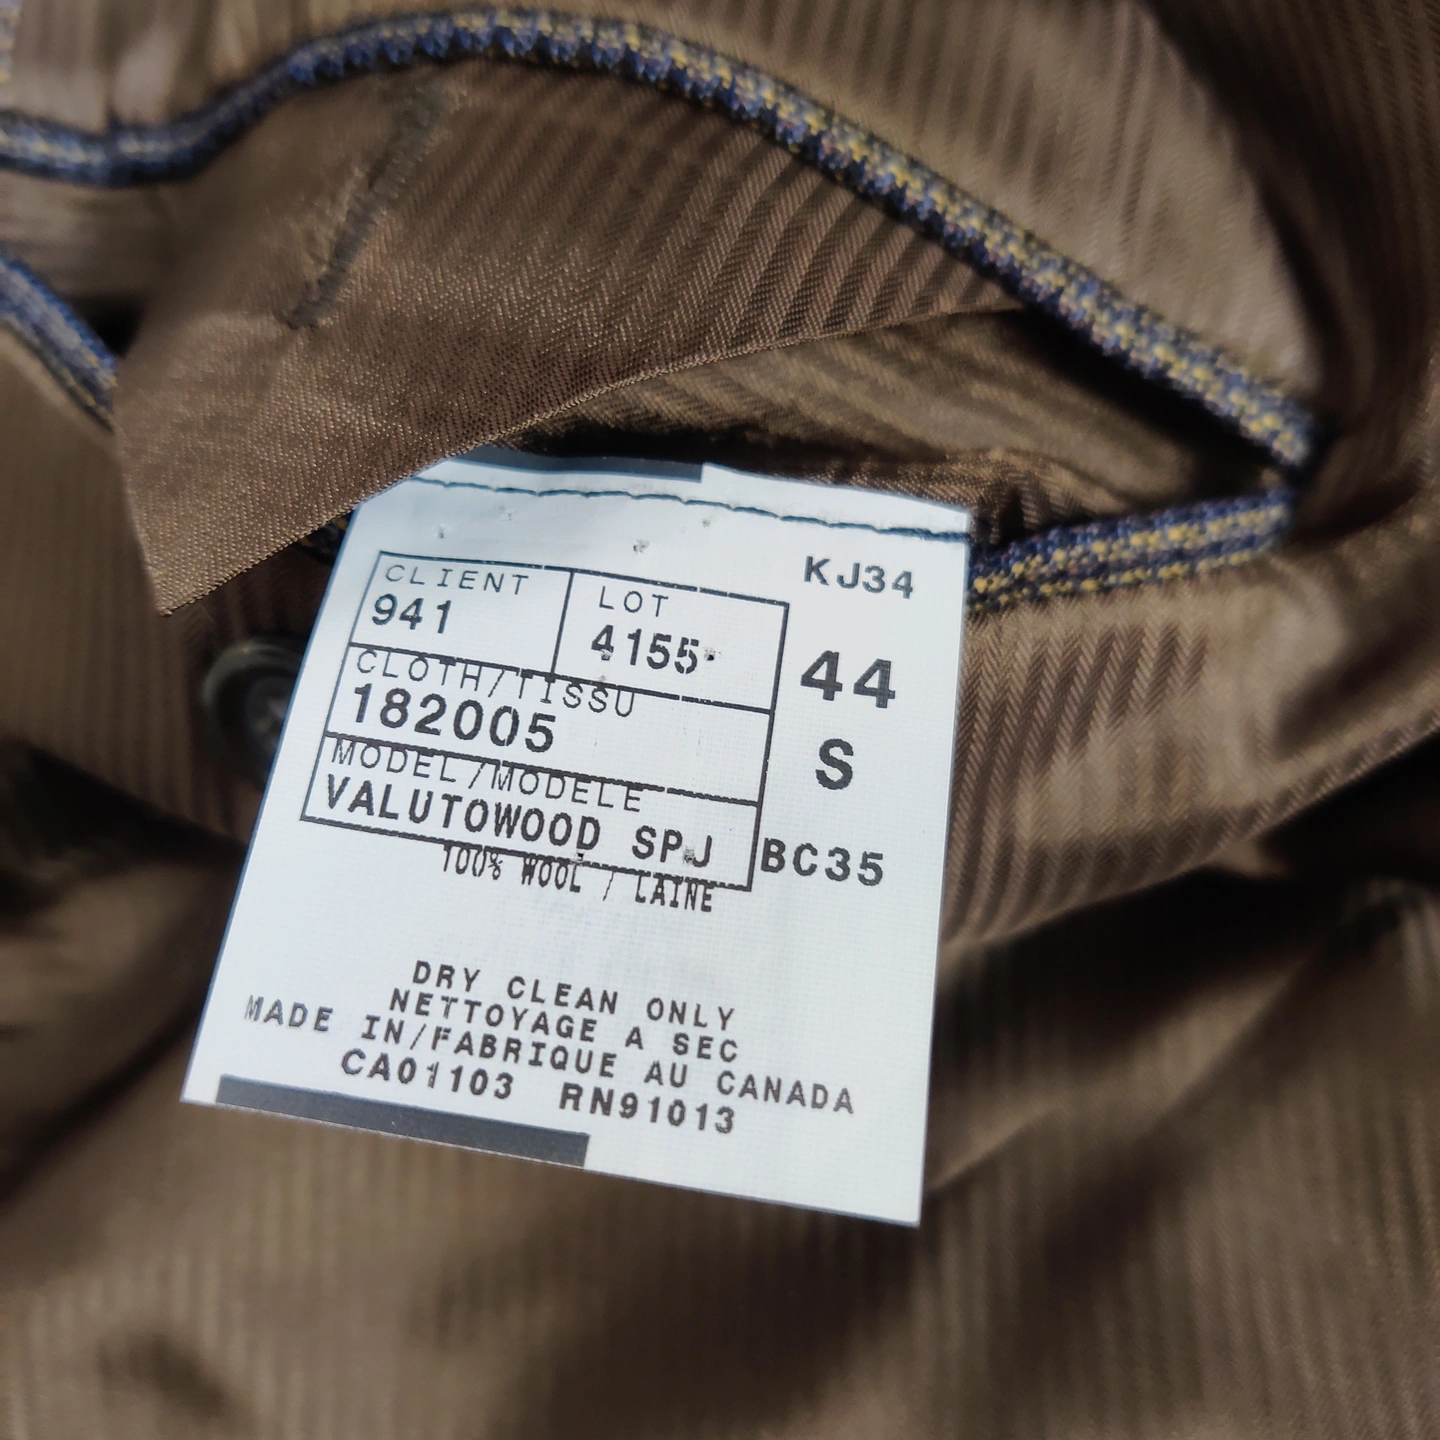 KJ34
CLIENT LOT
941 4155
44
CLOTH/TISSU
182005
S
MODEL/MODELE
VALUTOWOOD SPJ
BC35
100% WOOL / LAINE
DRY CLEAN ONLY
NETTOYAGE A SEC
MADE IN/FABRIQUE AU CANADA
CA01103 RN91013